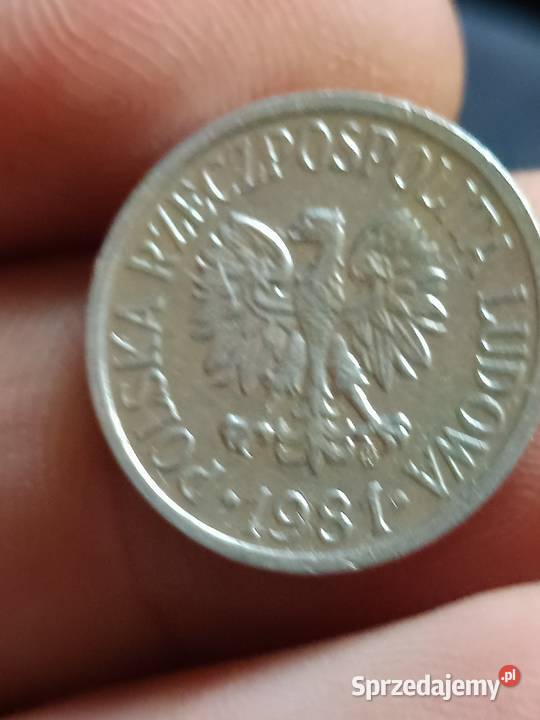 POLSKA RZECZPOSPOLITA LUDOWA
· 1981 ·
Sprzedajemy.pl